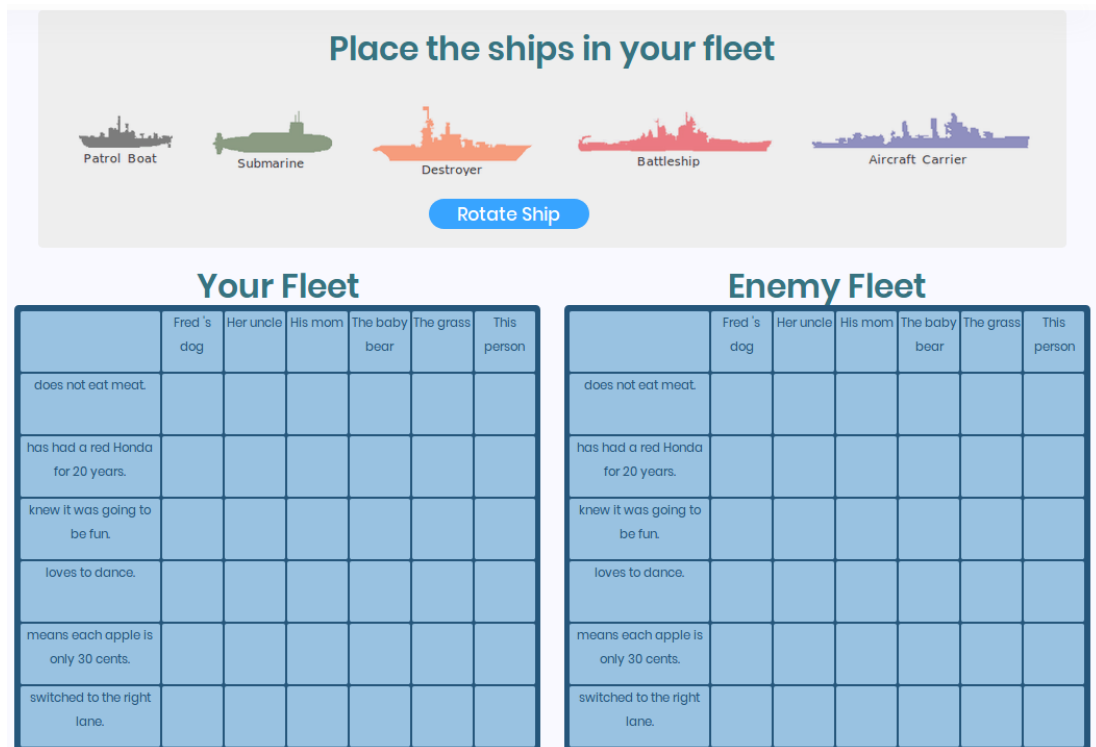 Place the ships in your fleet
Patrol Boat
Submarine
Destroyer
Battleship
Aircraft Carrier
Rotate Ship
Your Fleet
Fred 's
dog
Her uncle
His mom
The baby
bear
The grass
This
person
does not eat meat.
has had a red Honda
for 20 years.
knew it was going to
be fun.
loves to dance.
means each apple is
only 30 cents.
switched to the right
lane.
Enemy Fleet
Fred 's
dog
Her uncle
His mom
The baby
bear
The grass
This
person
does not eat meat.
has had a red Honda
for 20 years.
knew it was going to
be fun.
loves to dance.
means each apple is
only 30 cents.
switched to the right
lane.